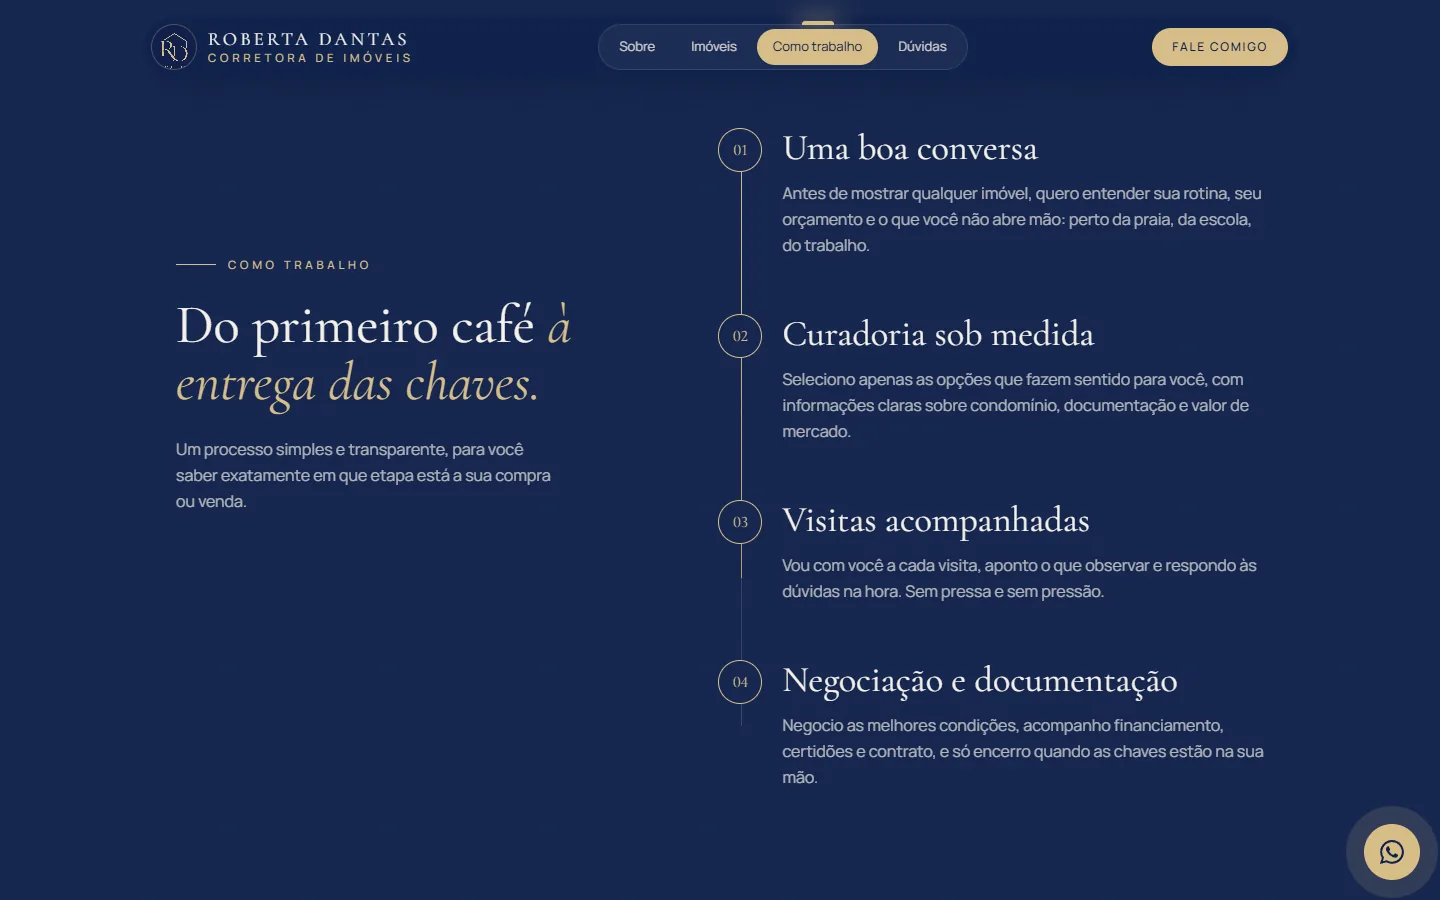 ROBERTA DANTAS
CORRETORA DE IMÓVEIS
Sobre
Imóveis
Como trabalho
Dúvidas
FALE COMIGO
COMO TRABALHO
Do primeiro café à
entrega das chaves.
Um processo simples e transparente, para você
saber exatamente em que etapa está a sua compra
ou venda.
01
Uma boa conversa
Antes de mostrar qualquer imóvel, quero entender sua rotina, seu
orçamento e o que você não abre mão: perto da praia, da escola,
do trabalho.
02
Curadoria sob medida
Seleciono apenas as opções que fazem sentido para você, com
informações claras sobre condomínio, documentação e valor de
mercado.
03
Visitas acompanhadas
Vou com você a cada visita, aponto o que observar e respondo às
dúvidas na hora. Sem pressa e sem pressão.
04
Negociação e documentação
Negocio as melhores condições, acompanho financiamento,
certidões e contrato, e só encerro quando as chaves estão na sua
mão.